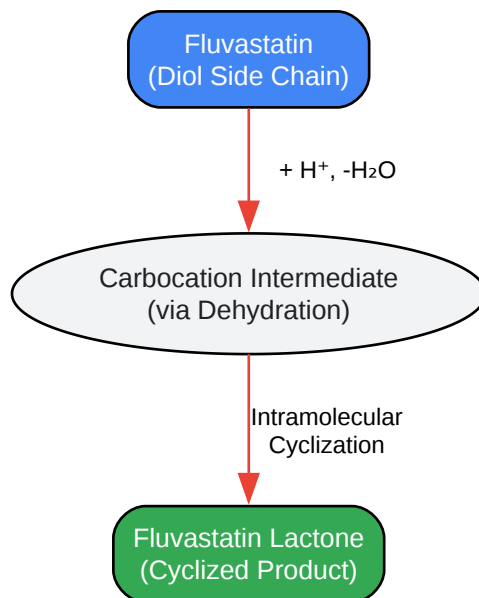 Fluvastatin
(Diol Side Chain)
+ H⁺, -H₂O
Carbocation Intermediate
(via Dehydration)
Intramolecular
Cyclization
Fluvastatin Lactone
(Cyclized Product)